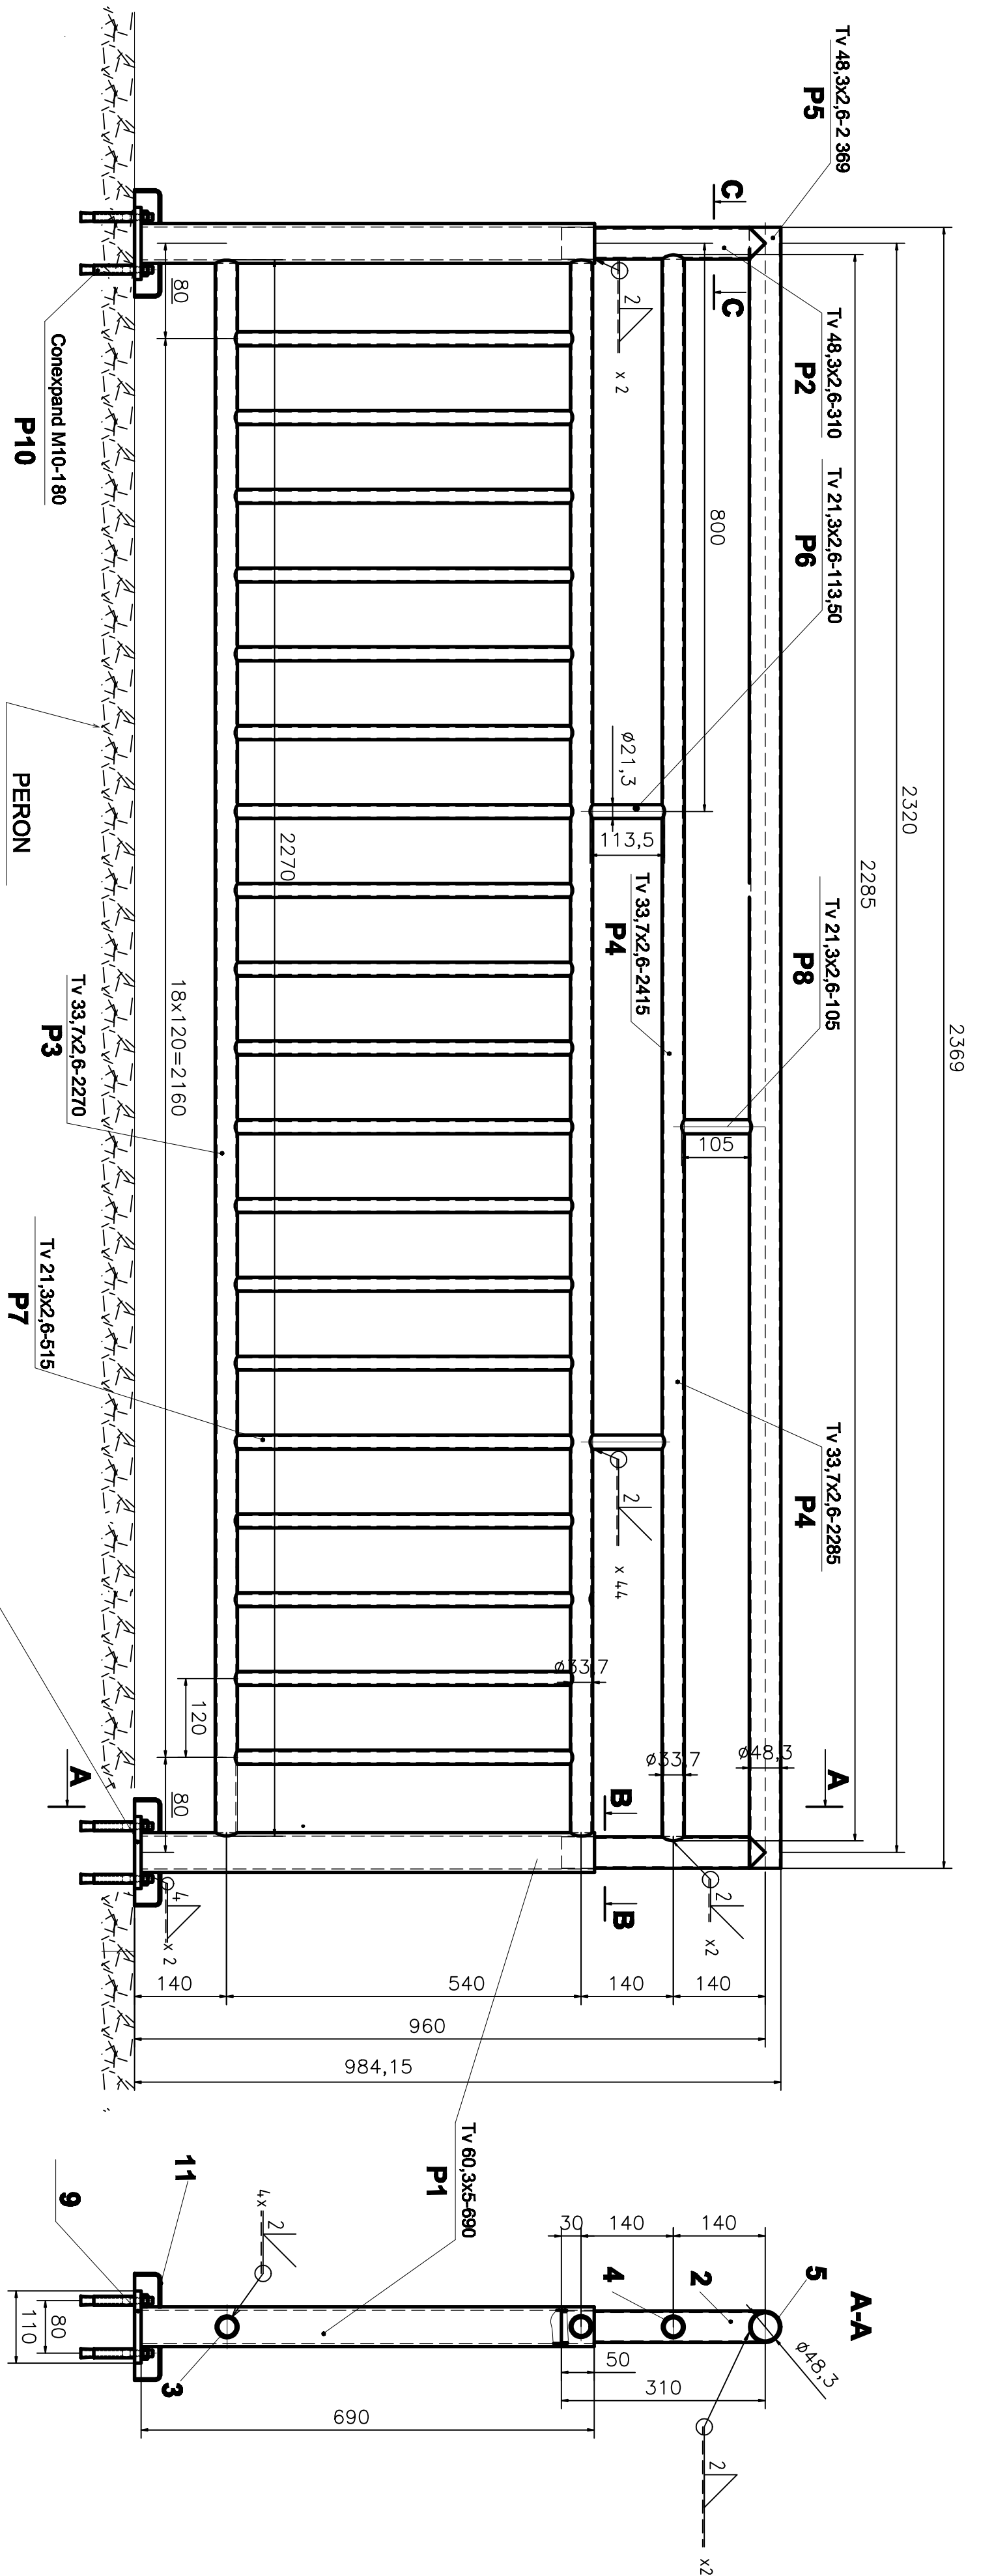 Tv 48,3x2,6-2 369
P5
Tv 48,3x2,6-310
P2
Tv 21,3x2,6-113,50
P6
Tv 21,3x2,6-105
P8
Tv 33,7x2,6-2285
P4
2369
2320
2285
C
C
800
2
x 2
Ø21,3
113,5
Tv 33,7x2,6-2415
P4
105
2
x 44
Ø33,7
Ø33,7
Ø48,3
A
A
B
B
2
x2
80
2270
18x120=2160
120
80
4
x 2
Conexpand M10-180
P10
PERON
Tv 33,7x2,6-2270
P3
Tv 21,3x2,6-515
P7
140
540
140
140
960
984,15
Tv 60,3x5-690
P1
A-A
5
2
4
Ø48,3
30
140
140
50
310
690
2
4x
2
x2
3
11
9
80
110